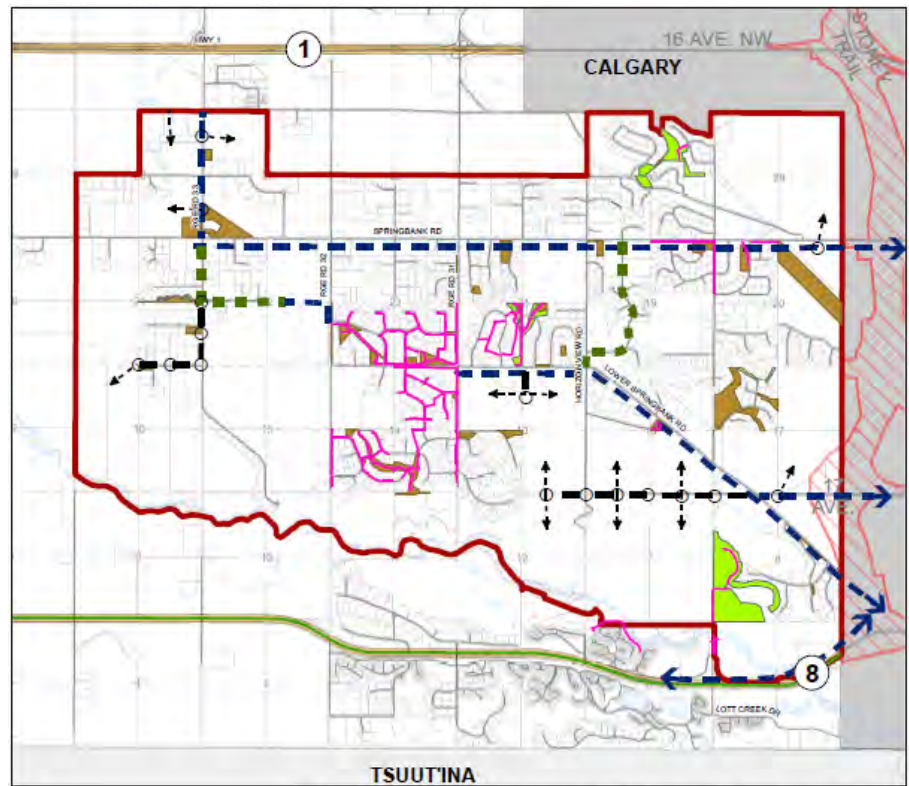 HWY 1
1
16 AVE. NW
STONEY
TRAIL
CALGARY
RGE RD 33
SPRINGBANK RD
RGE RD 32
RGE RD 31
HORIZON VIEW RD
LOWER SPRINGBANK RD
17
AVE.
8
LOTT CREEK DR
TSUUT'INA